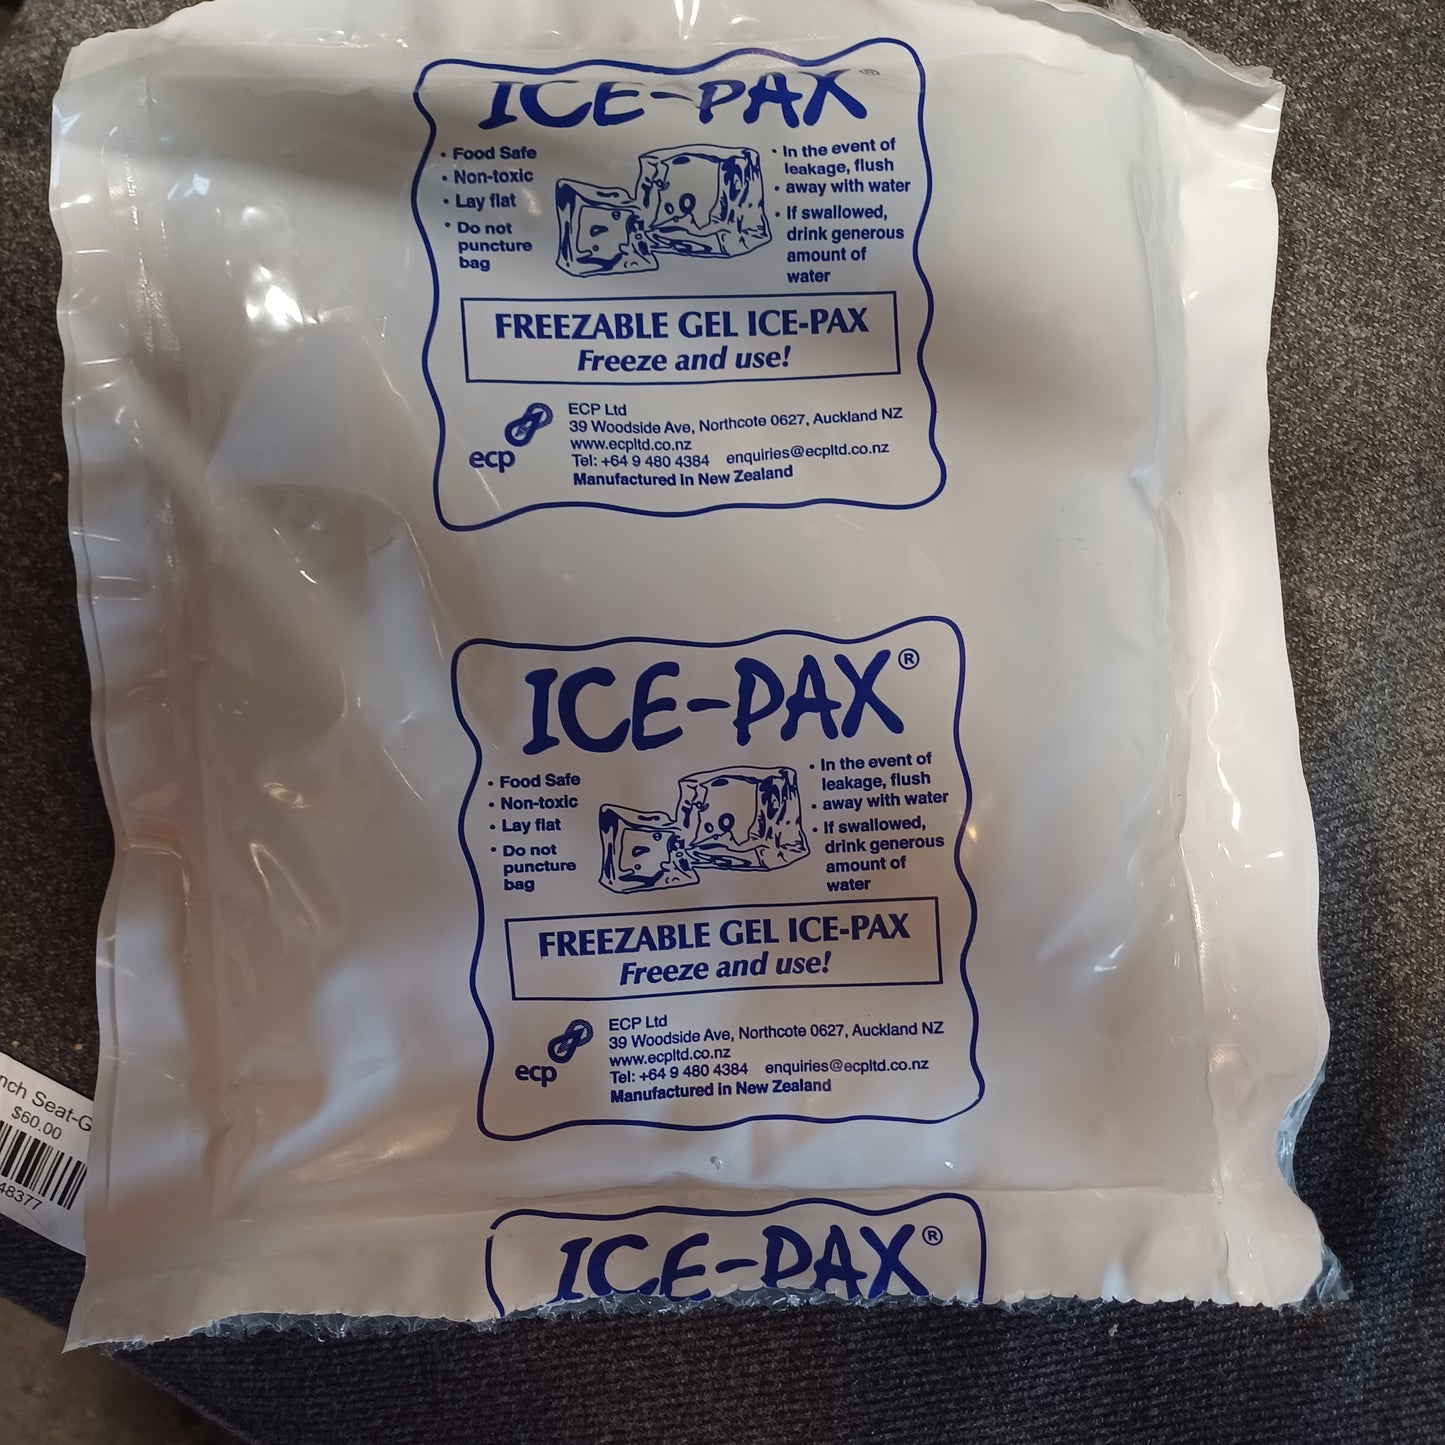 ICE-PAX®
• Food Safe
• Non-toxic
• Lay flat
• Do not
puncture
bag
• In the event of
leakage, flush
• away with water
• If swallowed,
drink generous
amount of
water
FREEZABLE GEL ICE-PAX
Freeze and use!
ecp
ECP Ltd
39 Woodside Ave, Northcote 0627, Auckland NZ
www.ecpltd.co.nz
Tel: +64 9 480 4384 enquiries@ecpltd.co.nz
Manufactured in New Zealand
ICE-PAX®
• Food Safe
• Non-toxic
• Lay flat
• Do not
puncture
bag
• In the event of
leakage, flush
• away with water
• If swallowed,
drink generous
amount of
water
FREEZABLE GEL ICE-PAX
Freeze and use!
ecp
ECP Ltd
39 Woodside Ave, Northcote 0627, Auckland NZ
www.ecpltd.co.nz
Tel: +64 9 480 4384 enquiries@ecpltd.co.nz
Manufactured in New Zealand
Seat-G
$60.00
48377
ICE-PAX®